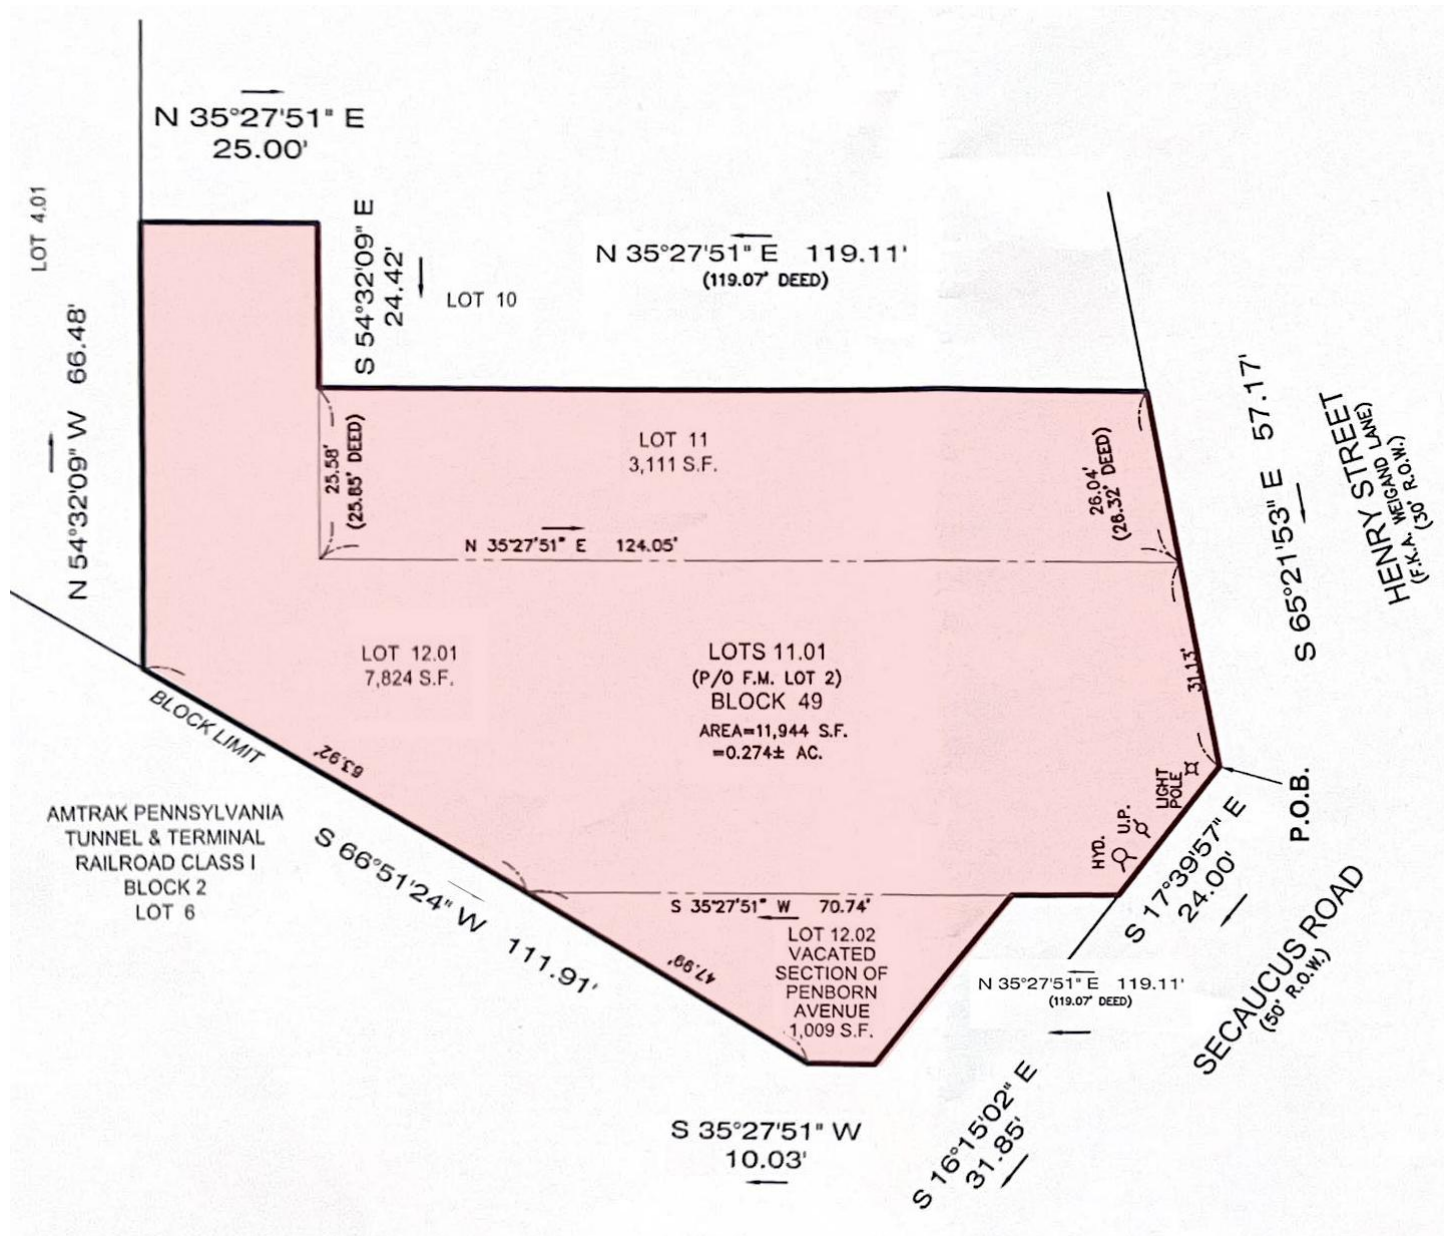 N 35°27'51" E
25.00'
LOT 4.01
N 54°32'09" W 66.48'
S 54°32'09" E
24.42'
LOT 10
N 35°27'51" E 119.11'
(119.07' DEED)
25.58'
(25.85' DEED)
LOT 11
3,111 S.F.
26.04'
(26.32' DEED)
S 65°21'53" E 57.17'
HENRY STREET
(F.K.A. WEIGAND LANE)
(30' R.O.W.)
N 35°27'51" E 124.05'
LOT 12.01
7,824 S.F.
LOTS 11.01
(P/O F.M. LOT 2)
BLOCK 49
AREA=11,944 S.F.
=0.274± AC.
31.13'
BLOCK LIMIT
63.92'
LIGHT
POLE
U.P.
HYD.
P.O.B.
AMTRAK PENNSYLVANIA
TUNNEL & TERMINAL
RAILROAD CLASS I
BLOCK 2
LOT 6
S 66°51'24" W 111.91'
S 17°39'57" E
24.00'
SECAUCUS ROAD
(50' R.O.W.)
S 35°27'51" W 70.74'
LOT 12.02
VACATED
SECTION OF
PENBORN
AVENUE
1,009 S.F.
47.99'
N 35°27'51" E 119.11'
(119.07' DEED)
S 16°15'02" E
31.85'
S 35°27'51" W
10.03'